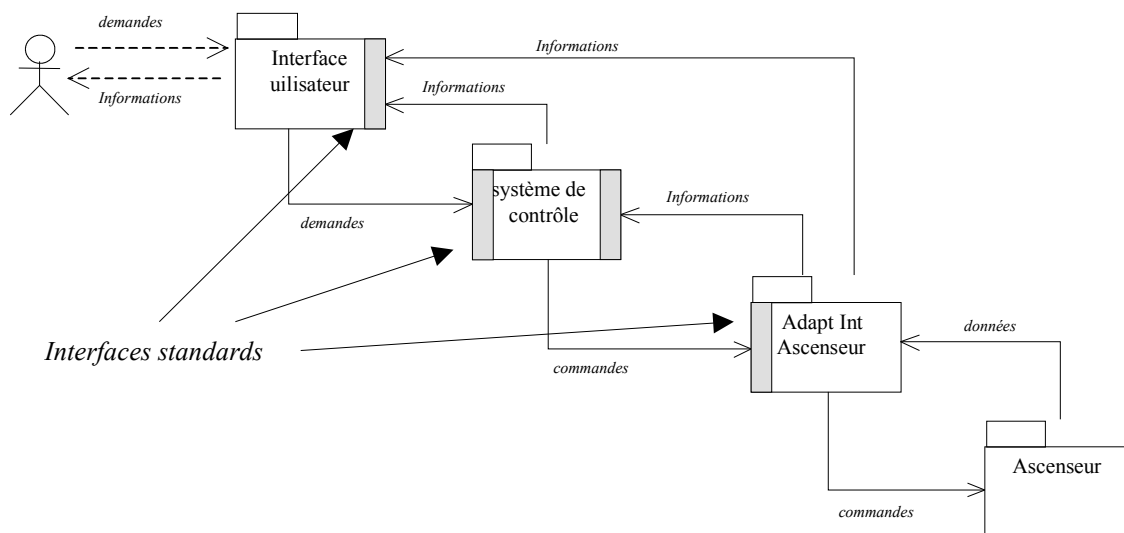 demandes
Informations
Interface
uilisateur
Informations
Informations
système de
contrôle
demandes
Informations
Interfaces standards
Adapt Int
Ascenseur
données
commandes
Ascenseur
commandes